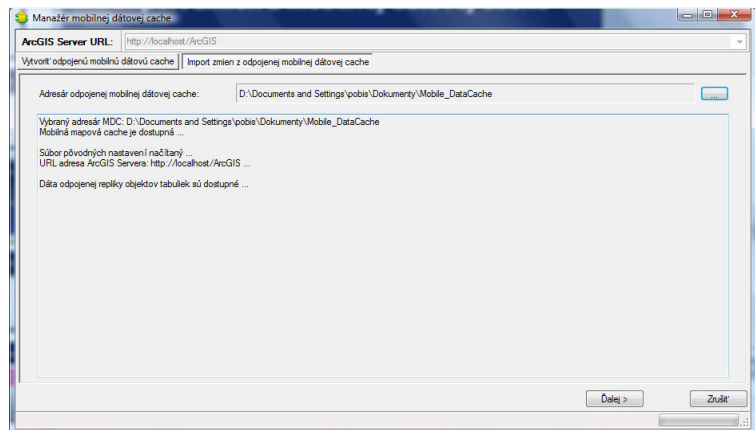 Manažér mobilnej dátovej cache
ArcGIS Server URL: http://localhost/ArcGIS
Vytvoriť odpojenú mobilnú dátovú cache Import zmien z odpojenej mobilnej dátovej cache
Adresár odpojenej mobilnej dátovej cache: D:\Documents and Settings\pobis\Dokumenty\Mobile_DataCache ...
Vybraný adresár MDC: D:\Documents and Settings\pobis\Dokumenty\Mobile_DataCache
Mobilná mapová cache je dostupná ...
Súbor pôvodných nastavení načítaný ...
URL adresa ArcGIS Servera: http://localhost/ArcGIS ...
Dáta odpojenej repliky objektov tabuliek sú dostupné ...
Ďalej > Zrušiť